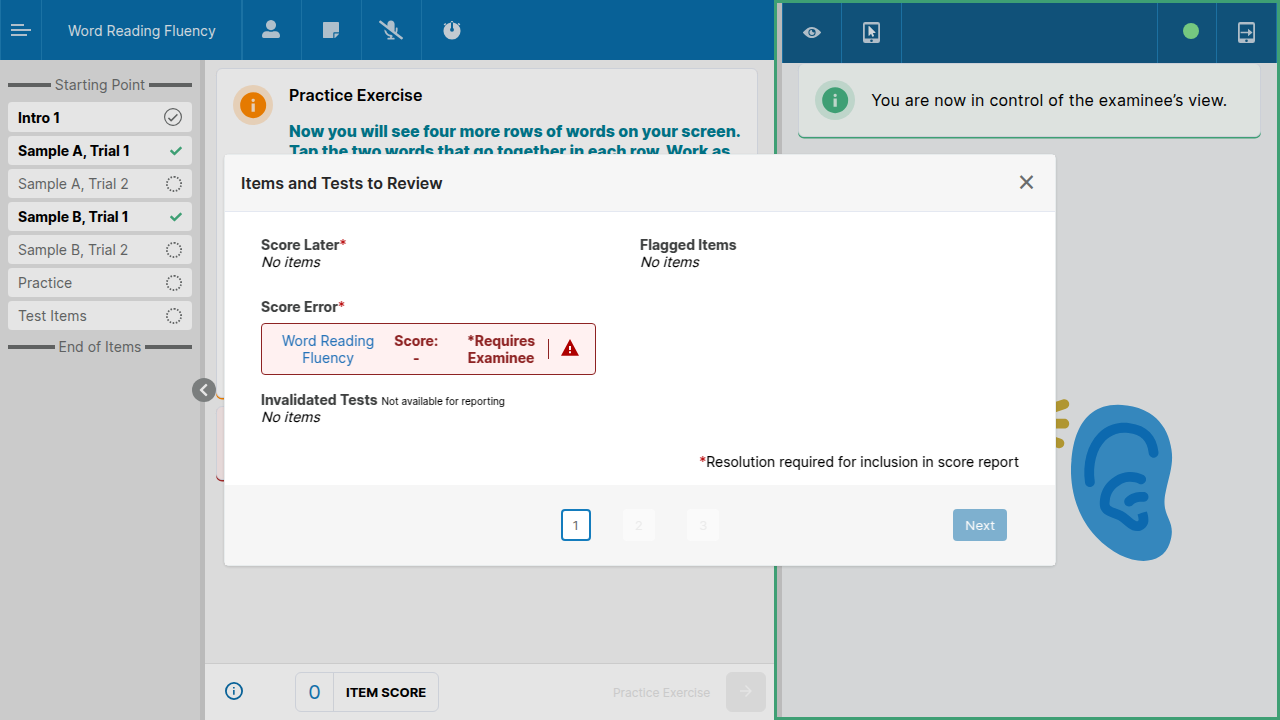 Word Reading Fluency
Starting Point
Intro 1
Sample A, Trial 1
Sample A, Trial 2
Sample B, Trial 1
Sample B, Trial 2
Practice
Test Items
End of Items
Practice Exercise
Now you will see four more rows of words on your screen.
Tap the two words that go together in each row. Work as
You are now in control of the examinee’s view.
Items and Tests to Review
Score Later*
No items
Flagged Items
No items
Score Error*
Word Reading Fluency
Score: -
*Requires Examinee
Invalidated Tests Not available for reporting
No items
*Resolution required for inclusion in score report
1
2
3
Next
0 ITEM SCORE
Practice Exercise